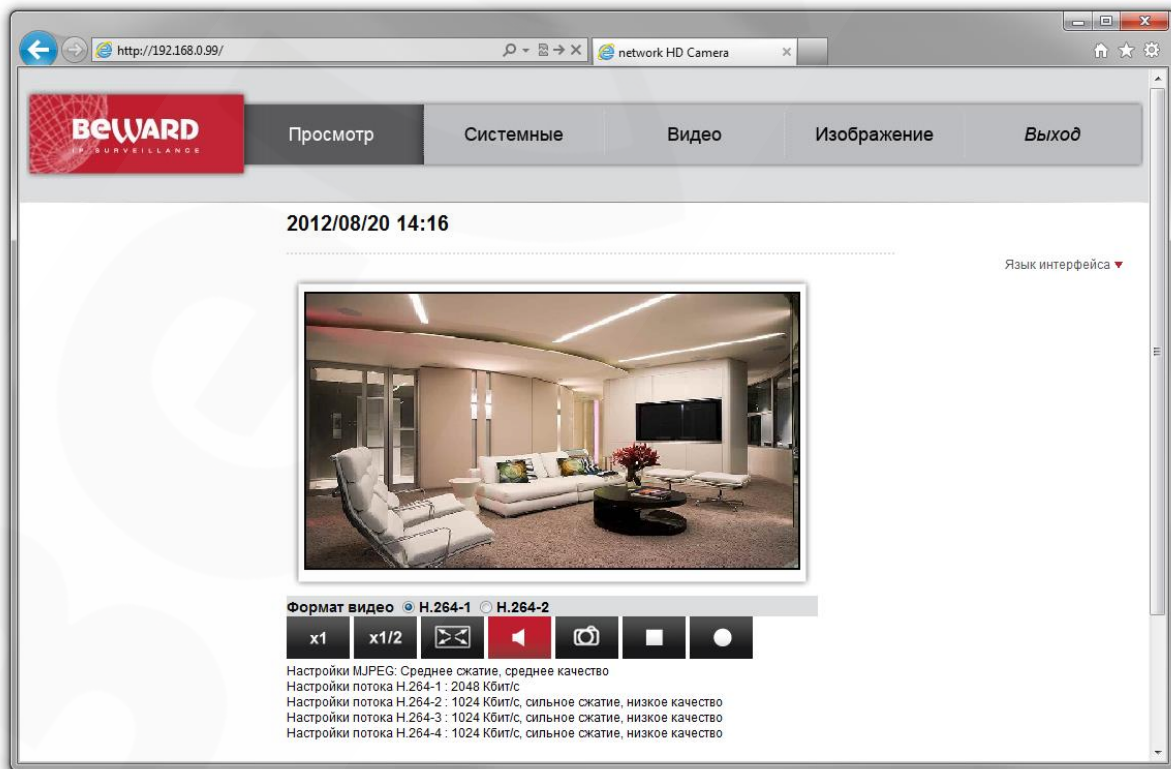 http://192.168.0.99/
network HD Camera
BEWARD
IP SURVEILLANCE
Просмотр
Системные
Видео
Изображение
Выход
2012/08/20 14:16
Язык интерфейса
Формат видео H.264-1 H.264-2
x1 x1/2
Настройки MJPEG: Среднее сжатие, среднее качество
Настройки потока H.264-1 : 2048 Кбит/с
Настройки потока H.264-2 : 1024 Кбит/с, сильное сжатие, низкое качество
Настройки потока H.264-3 : 1024 Кбит/с, сильное сжатие, низкое качество
Настройки потока H.264-4 : 1024 Кбит/с, сильное сжатие, низкое качество